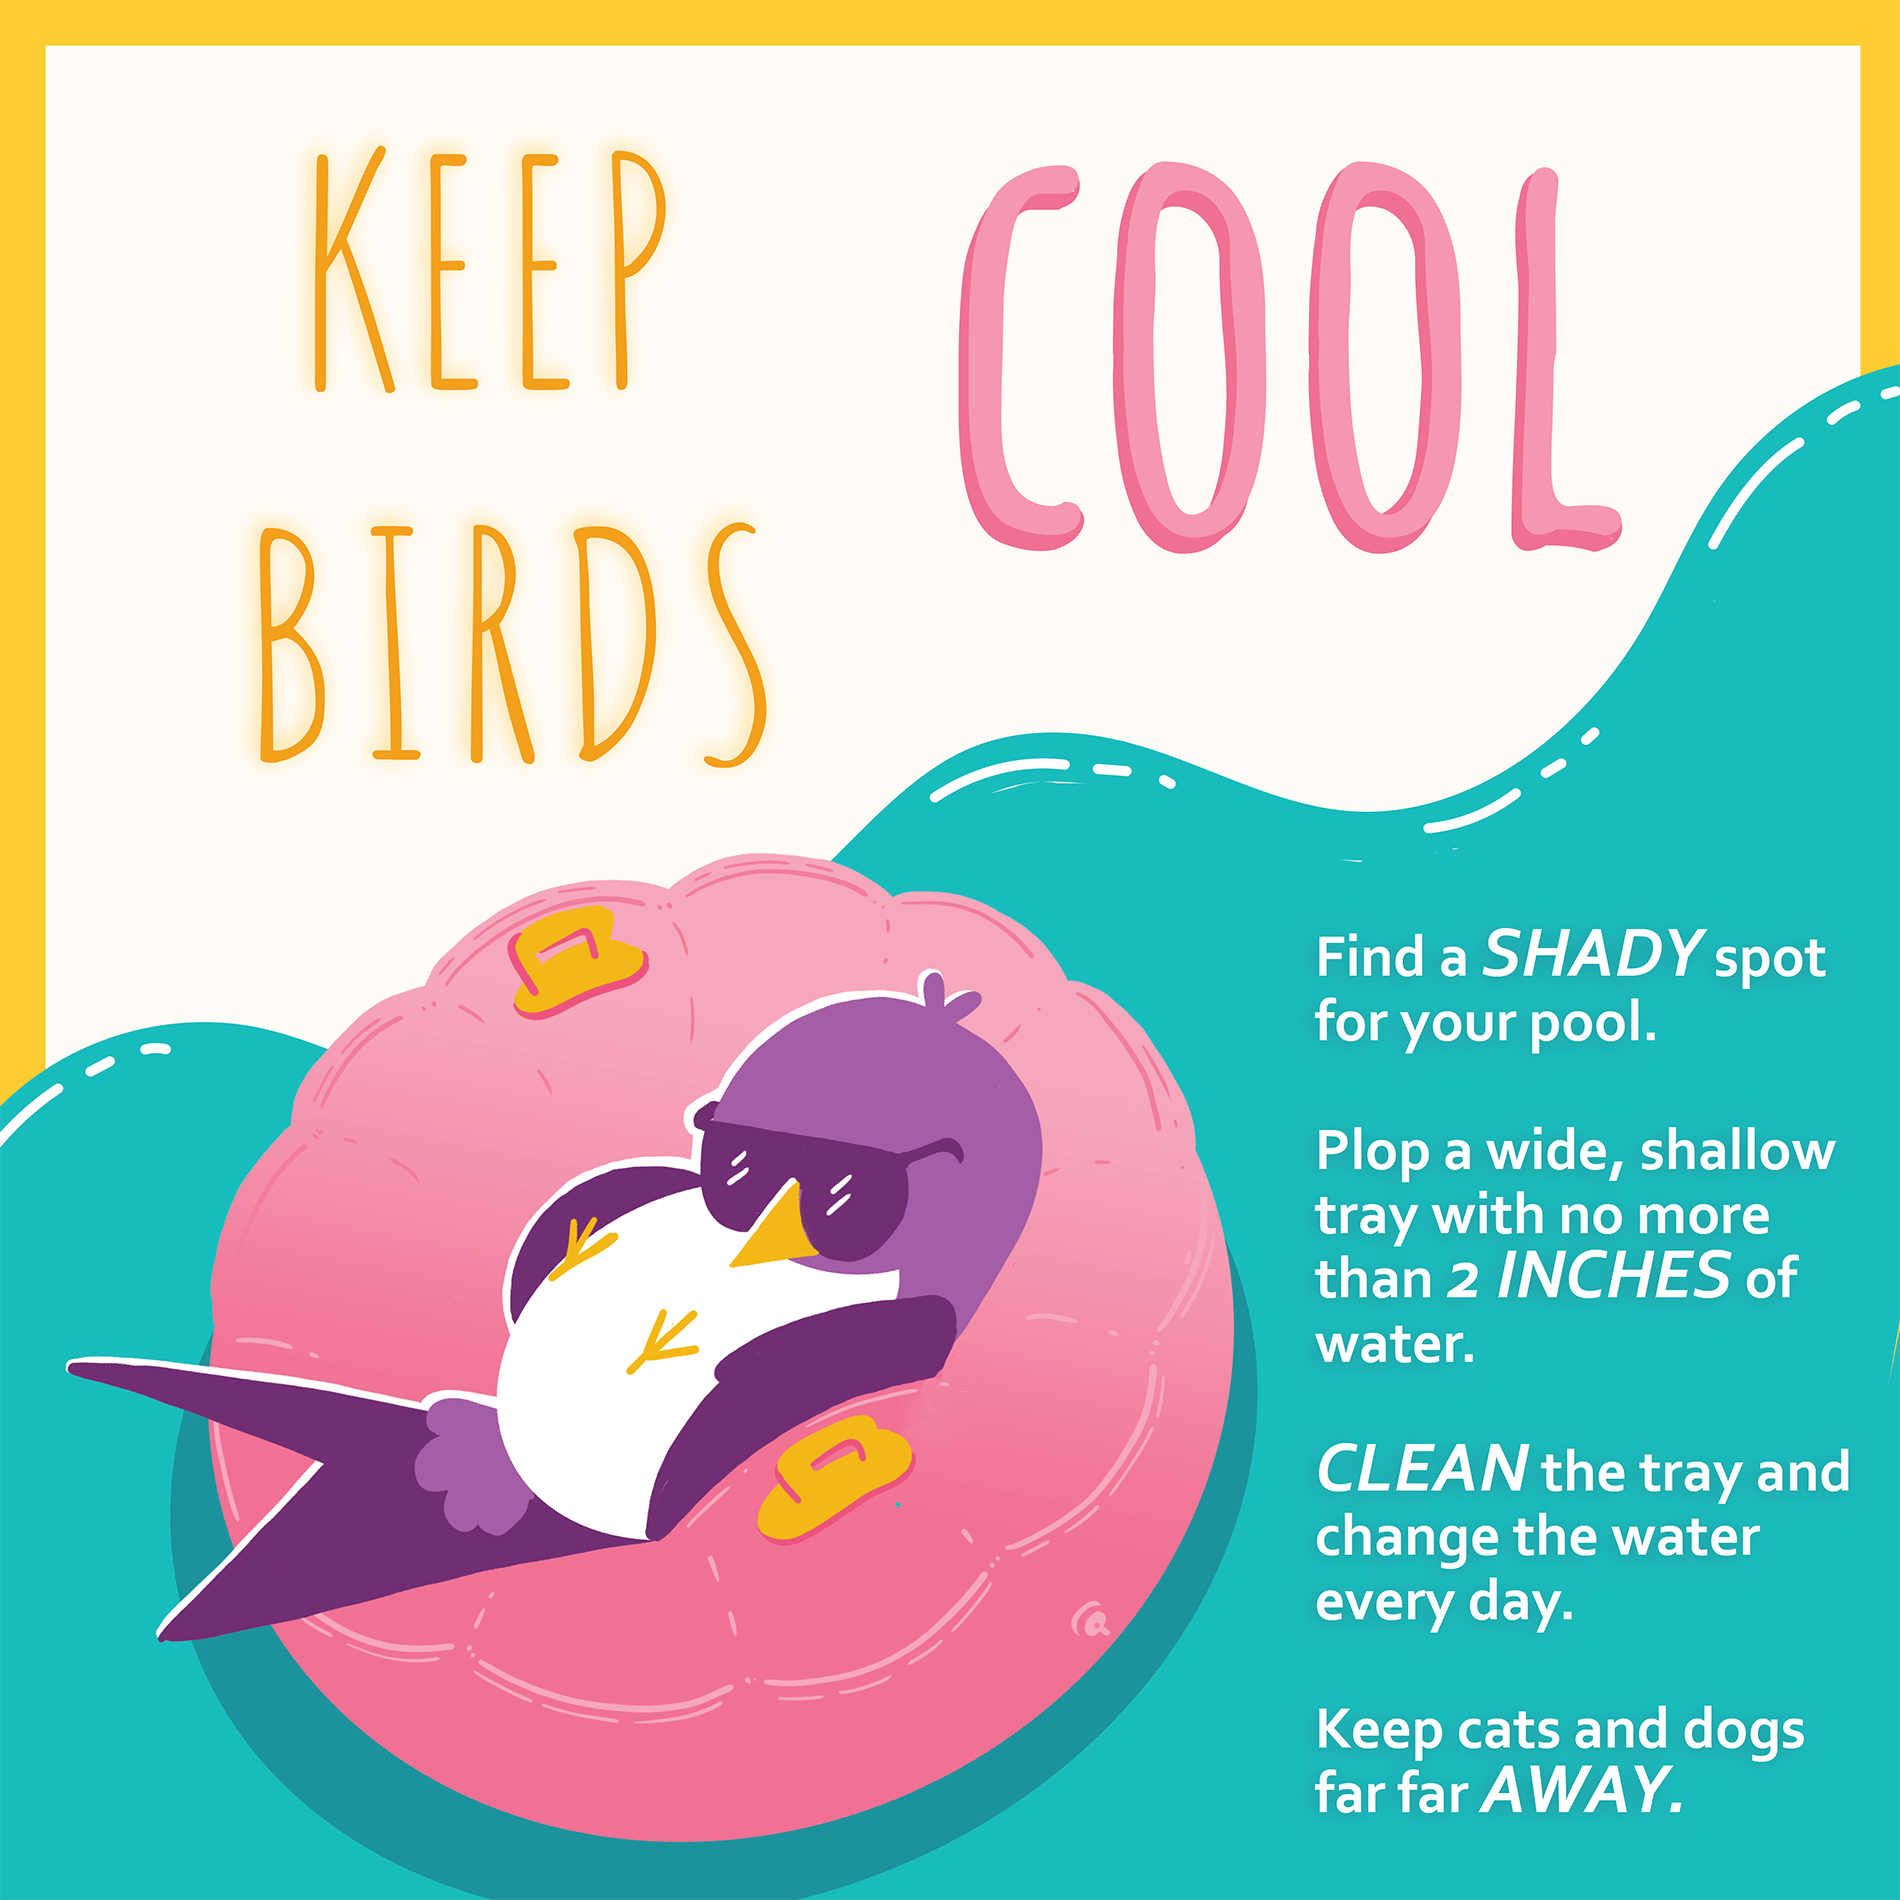 KEEP
BIRDS
COOL
Find a SHADY spot
for your pool.
Plop a wide, shallow
tray with no more
than 2 INCHES of
water.
CLEAN the tray and
change the water
every day.
Keep cats and dogs
far far AWAY.